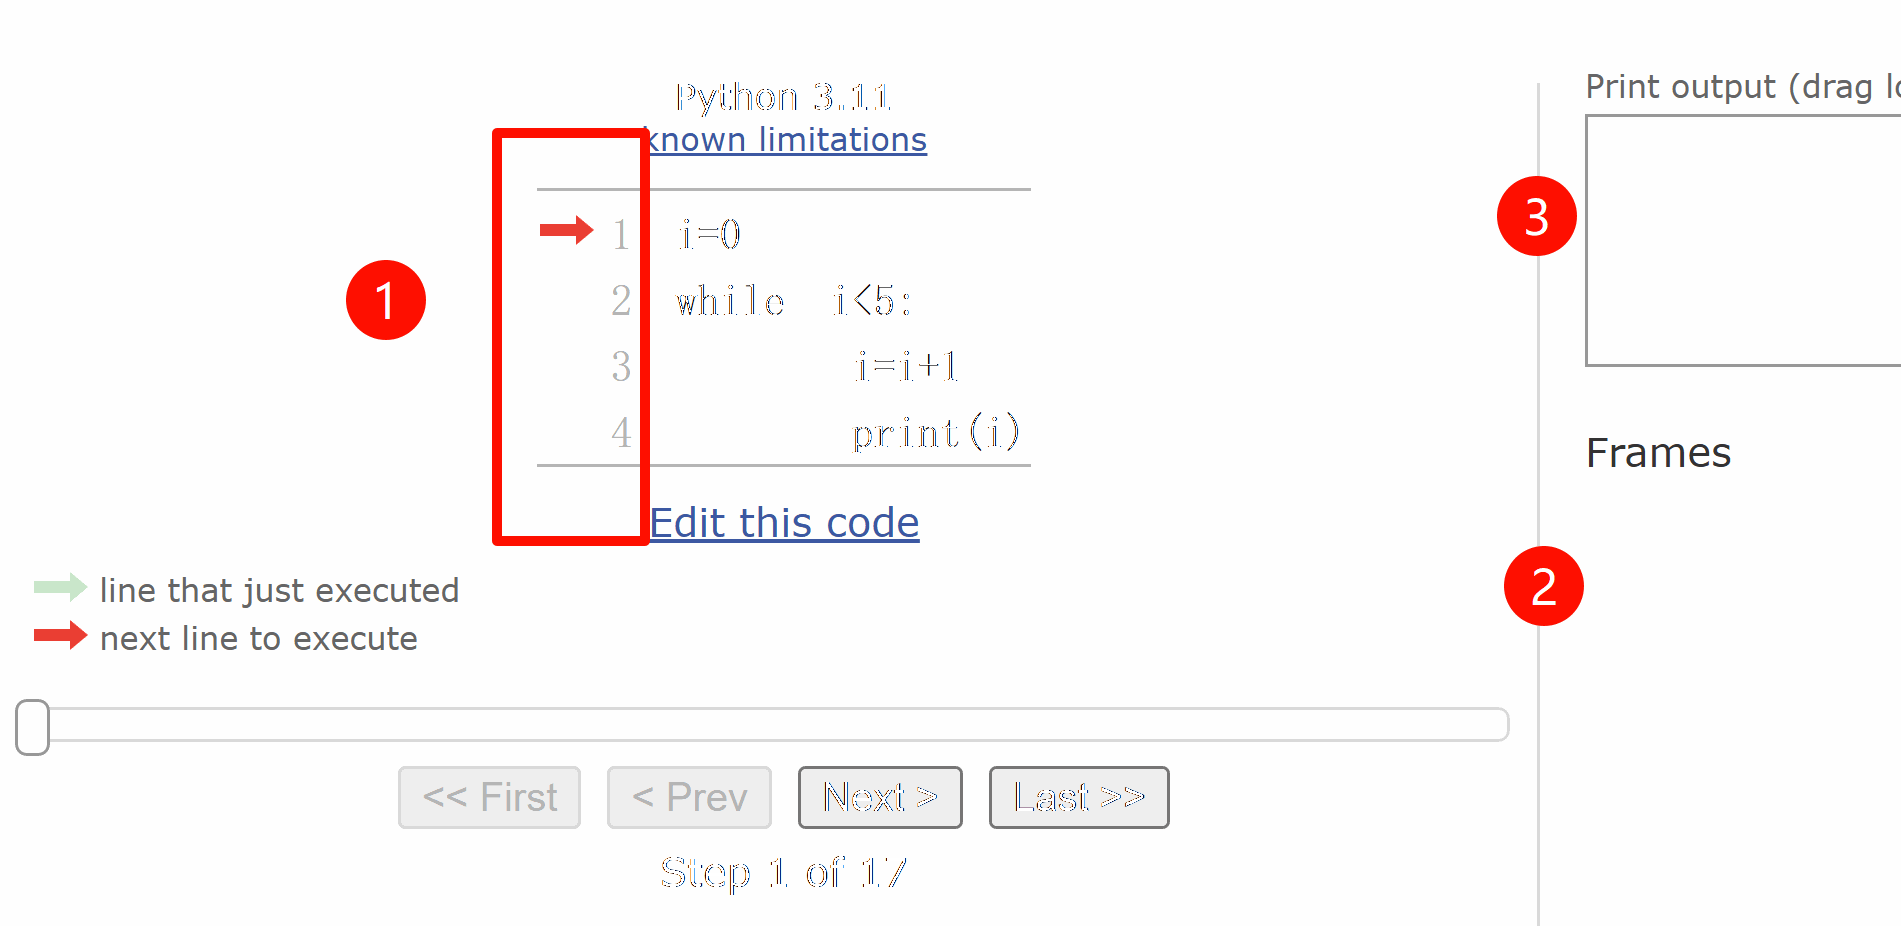 Python 3.11
known limitations
1 i=0
2 while i<5:
3 i=i+1
4 print(i)
Edit this code
line that just executed
next line to execute
<< First
< Prev
Next >
Last >>
Step 1 of 17
1
3
2
Print output (drag lo
Frames